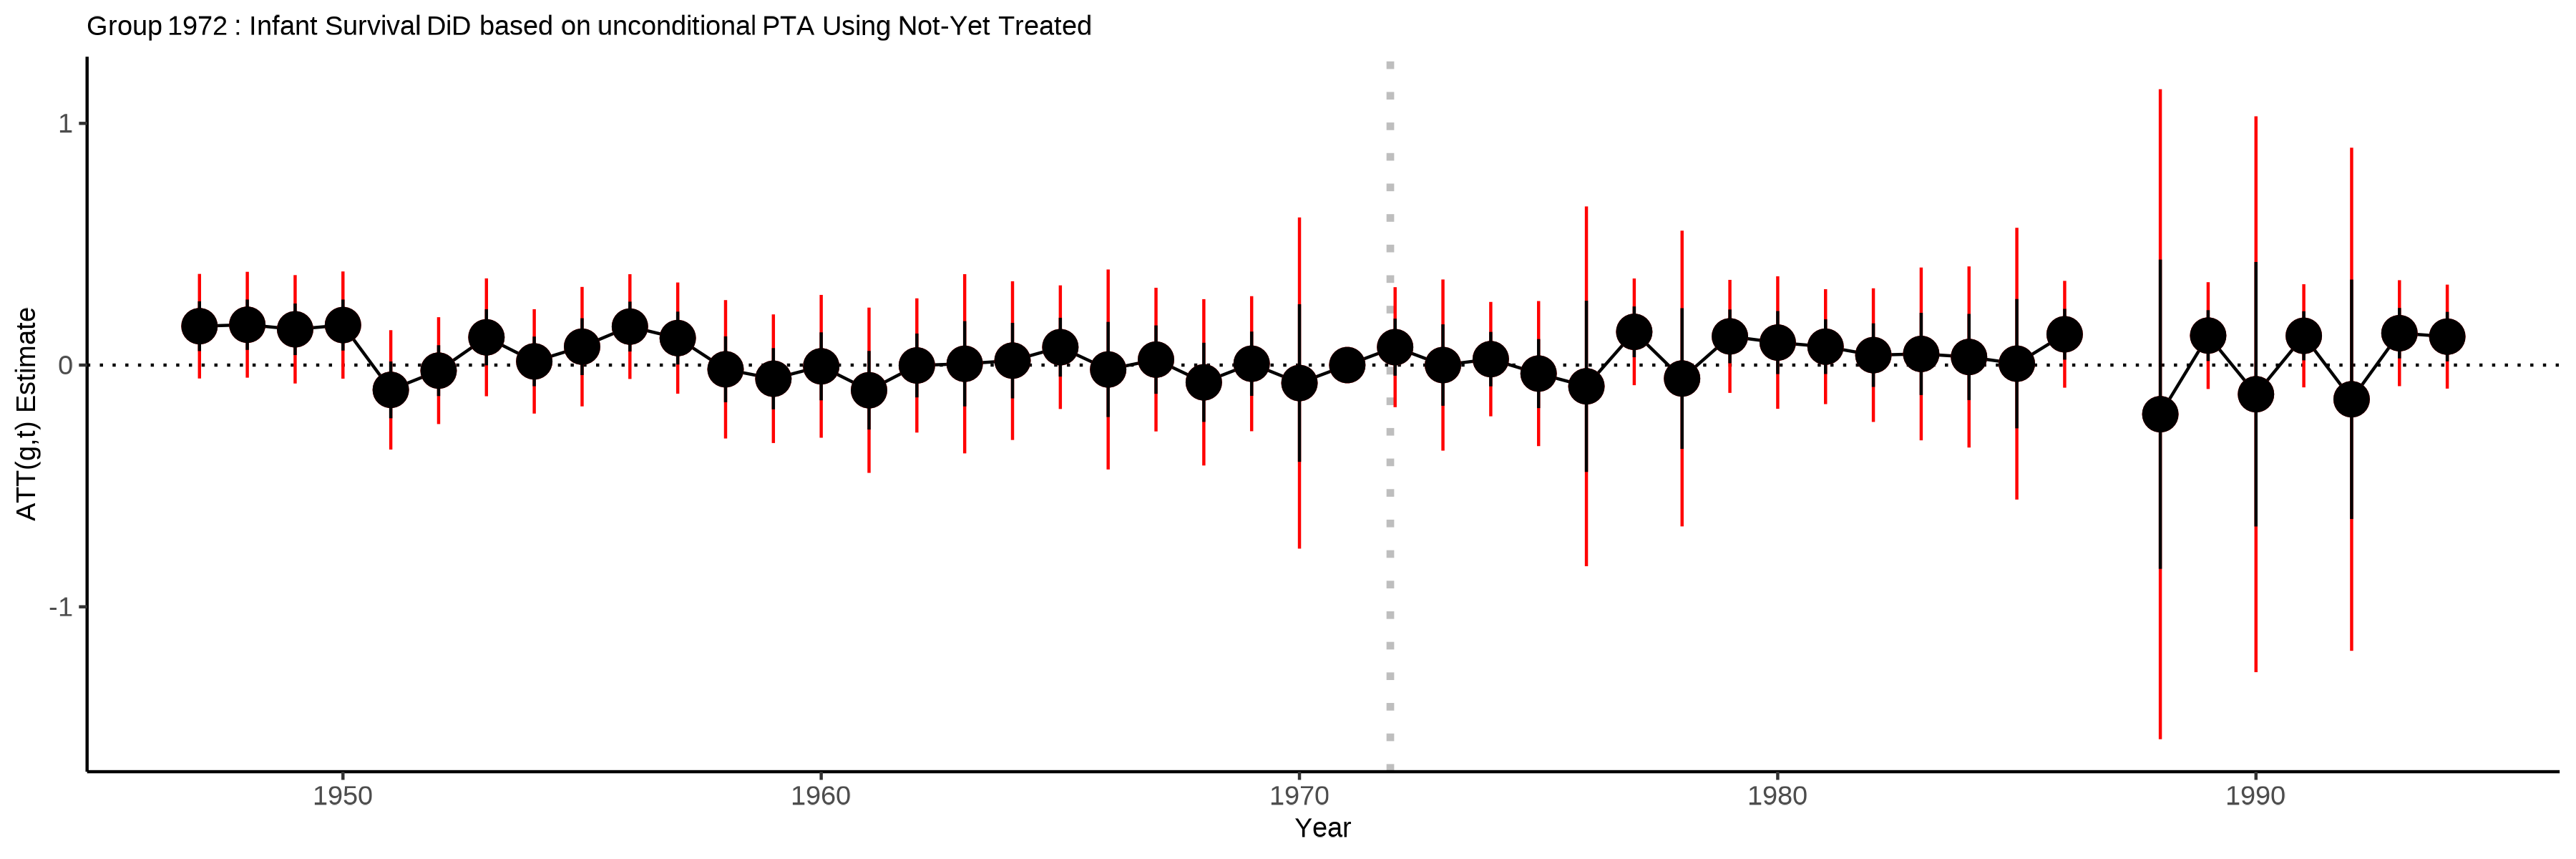 Group 1972 : Infant Survival DiD based on unconditional PTA Using Not-Yet Treated
ATT(g,t) Estimate
1
0
-1
1950
1960
1970
1980
1990
Year